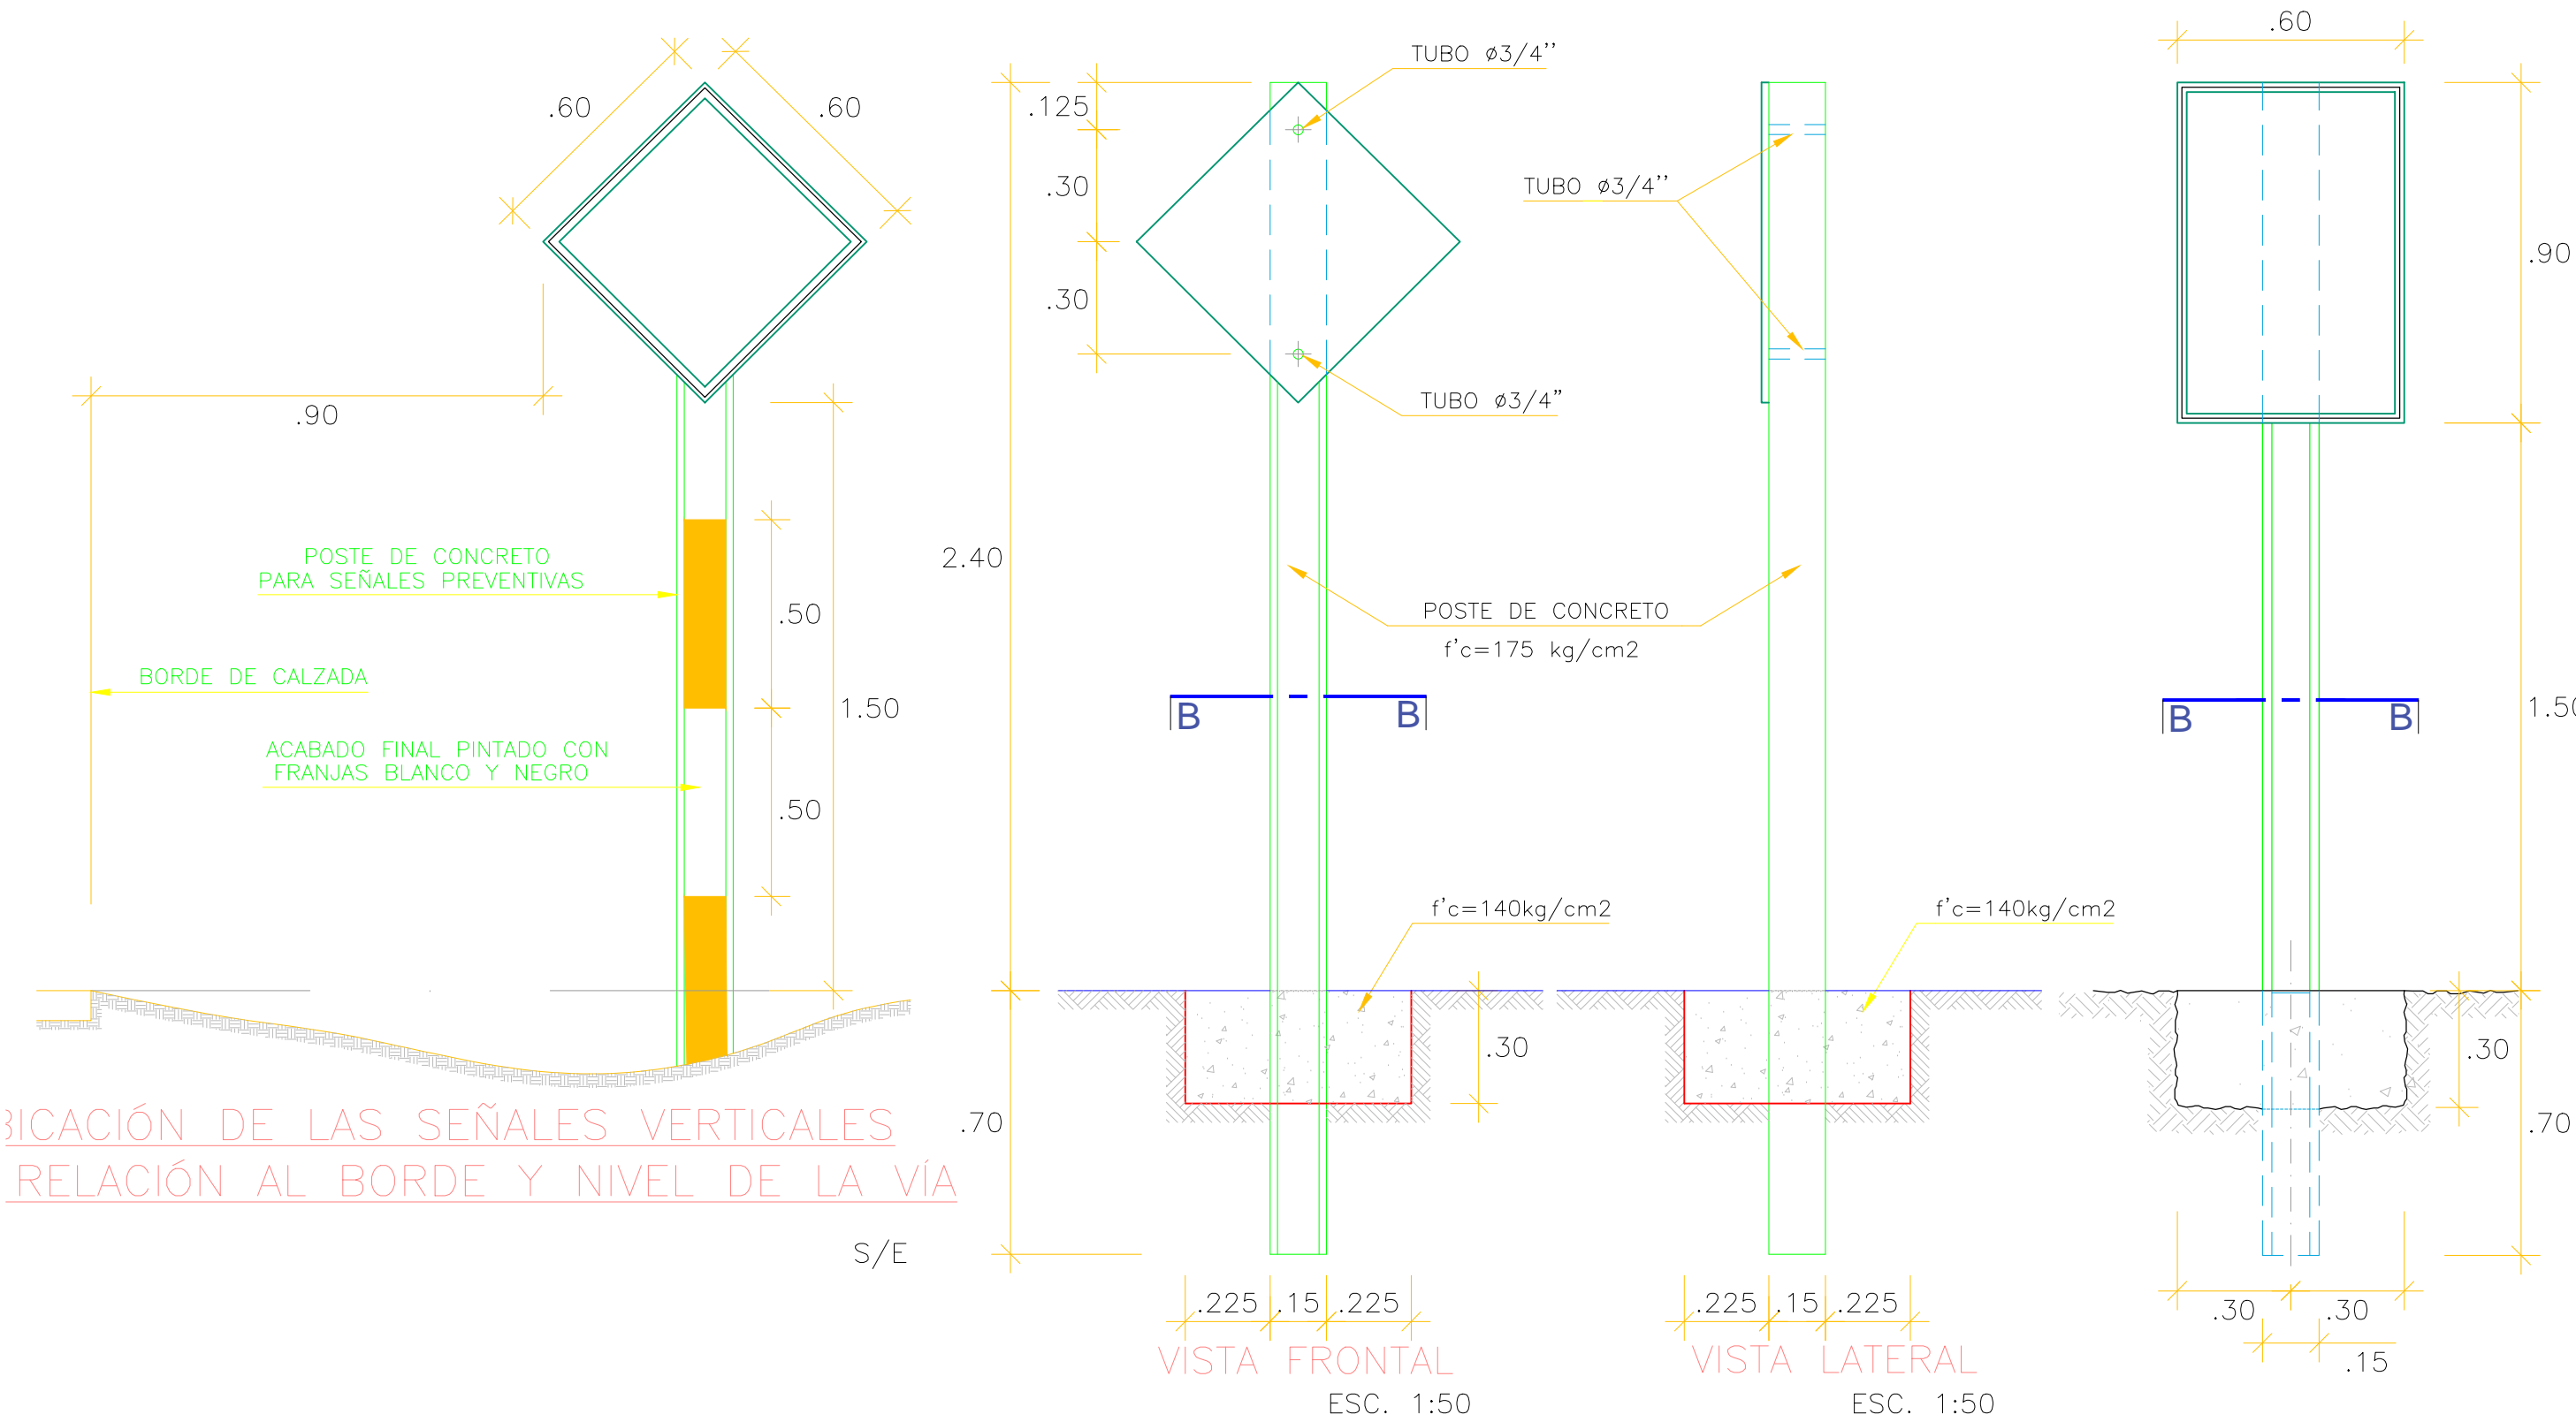 .60
.60
.90
POSTE DE CONCRETO
PARA SEÑALES PREVENTIVAS
BORDE DE CALZADA
ACABADO FINAL PINTADO CON
FRANJAS BLANCO Y NEGRO
.50
.50
1.50
BICACIÓN DE LAS SEÑALES VERTICALES
RELACIÓN AL BORDE Y NIVEL DE LA VÍA
S/E
TUBO ø3/4''
.125
.30
.30
TUBO ø3/4"
2.40
POSTE DE CONCRETO
f'c=175 kg/cm2
B
B
f'c=140kg/cm2
.30
.70
.225
.15
.225
VISTA FRONTAL
ESC. 1:50
TUBO ø3/4''
f'c=140kg/cm2
.225
.15
.225
VISTA LATERAL
ESC. 1:50
.60
.90
B
B
1.50
.30
.70
.30
.30
.15